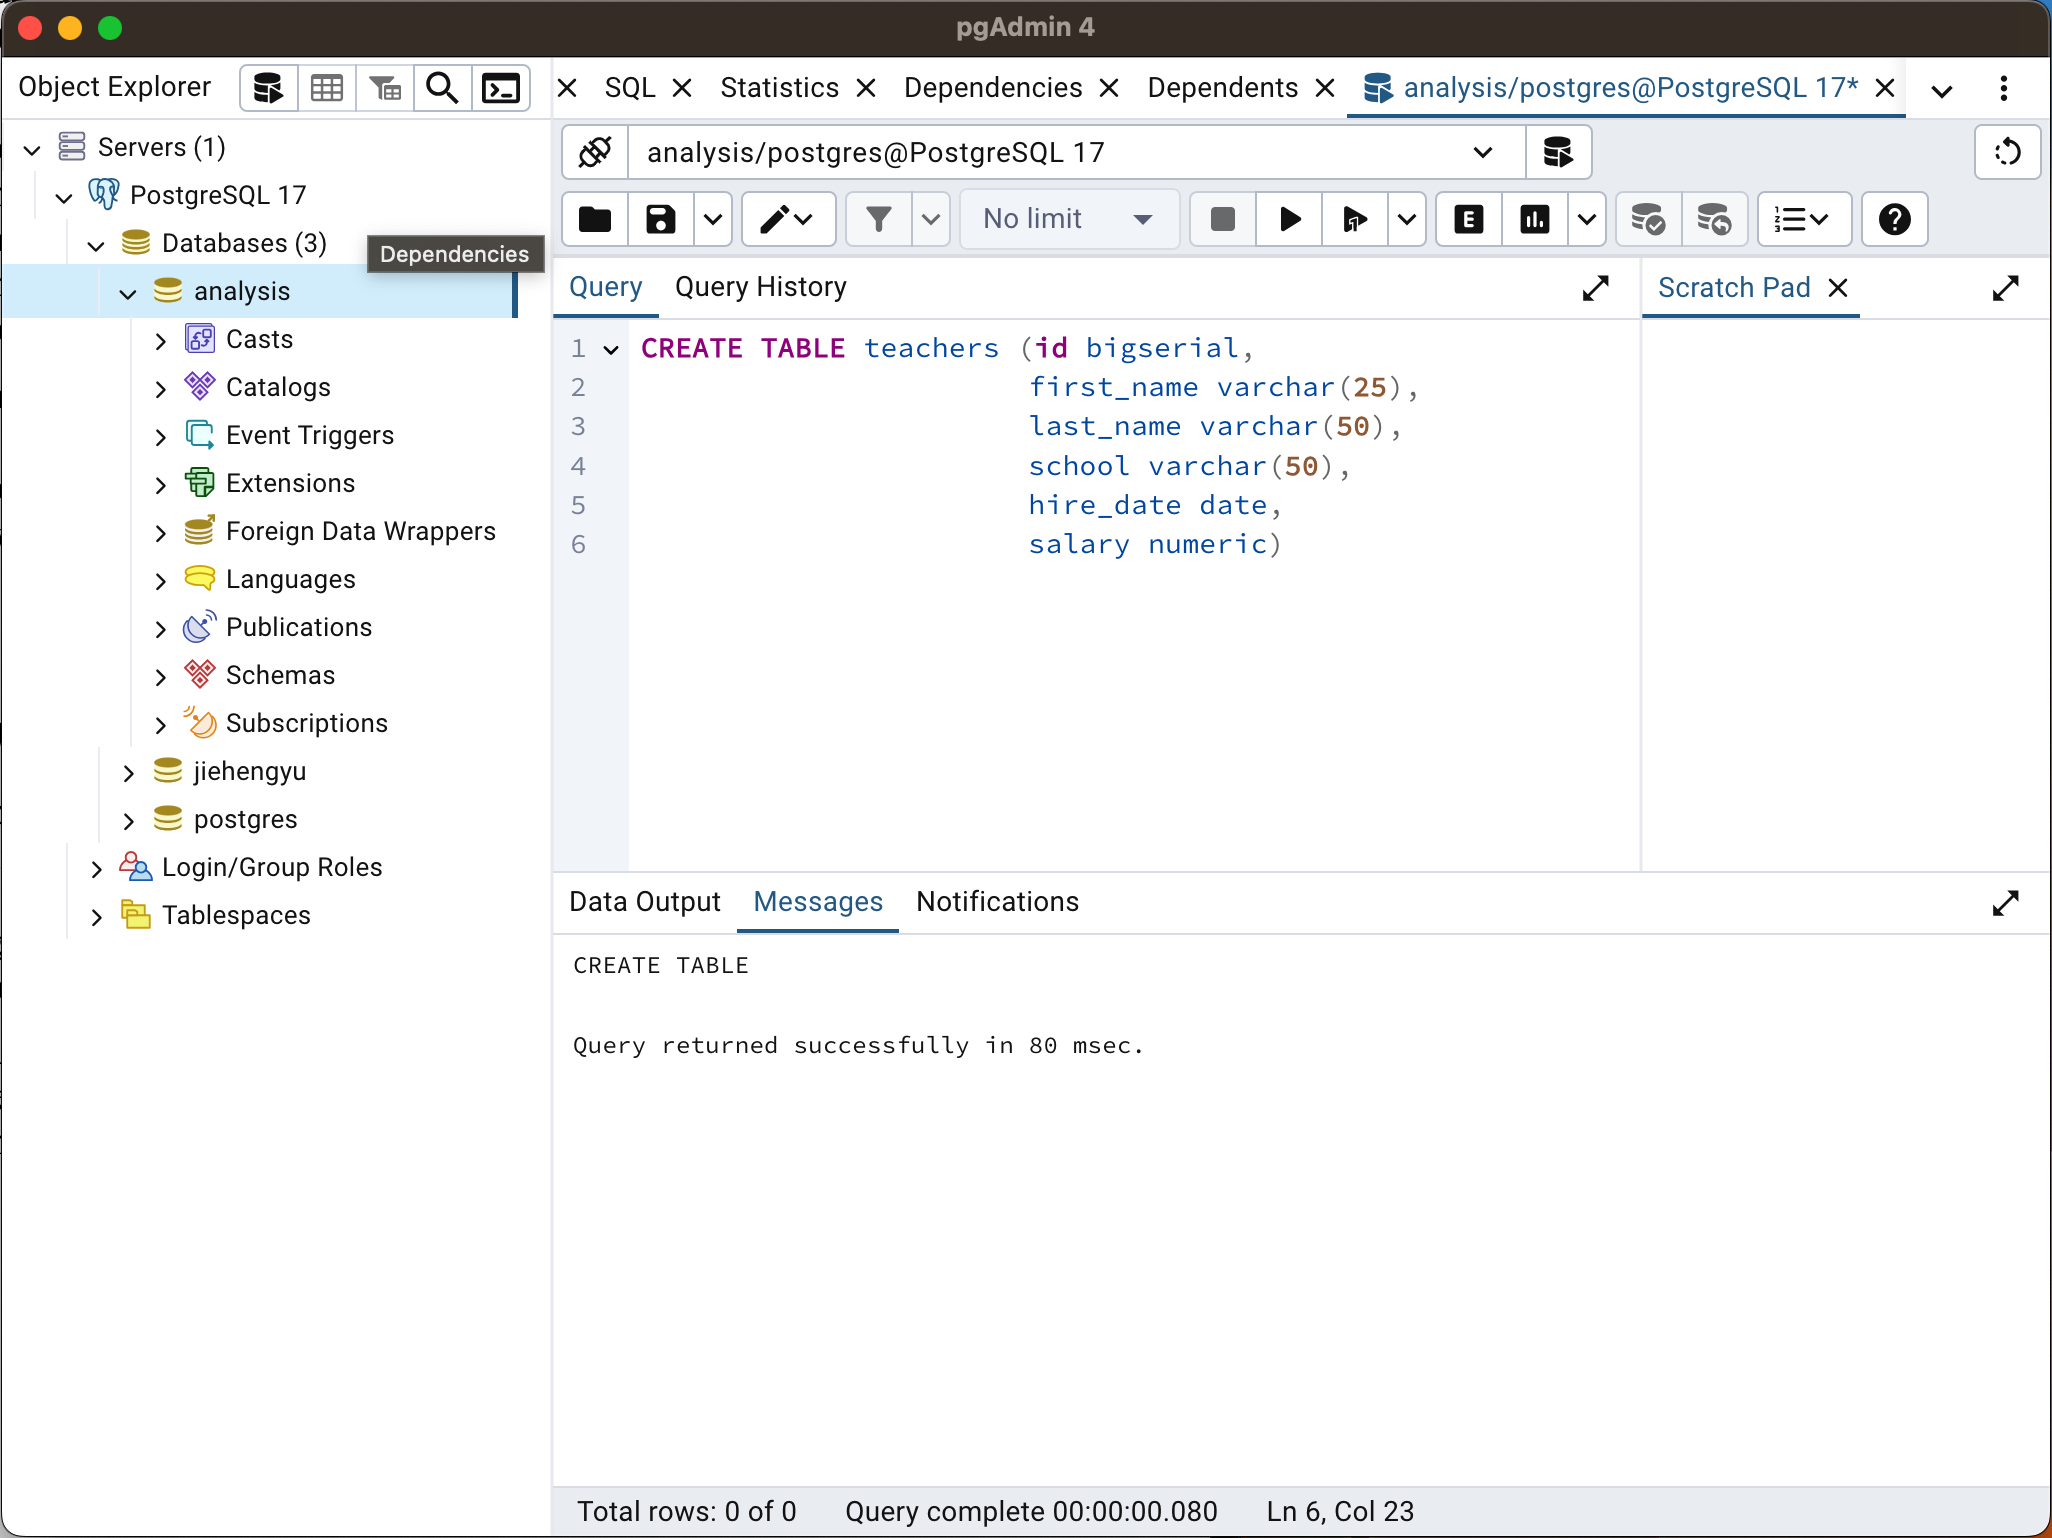 pgAdmin 4
Object Explorer
SQL Statistics Dependencies Dependents analysis/postgres@PostgreSQL 17*
Servers (1)
PostgreSQL 17
Databases (3)
Dependencies
analysis
Casts
Catalogs
Event Triggers
Extensions
Foreign Data Wrappers
Languages
Publications
Schemas
Subscriptions
jiehengyu
postgres
Login/Group Roles
Tablespaces
analysis/postgres@PostgreSQL 17
No limit
E
Query Query History
Scratch Pad
1 CREATE TABLE teachers (id bigserial,
2 first_name varchar(25),
3 last_name varchar(50),
4 school varchar(50),
5 hire_date date,
6 salary numeric)
Data Output Messages Notifications
CREATE TABLE
Query returned successfully in 80 msec.
Total rows: 0 of 0 Query complete 00:00:00.080 Ln 6, Col 23